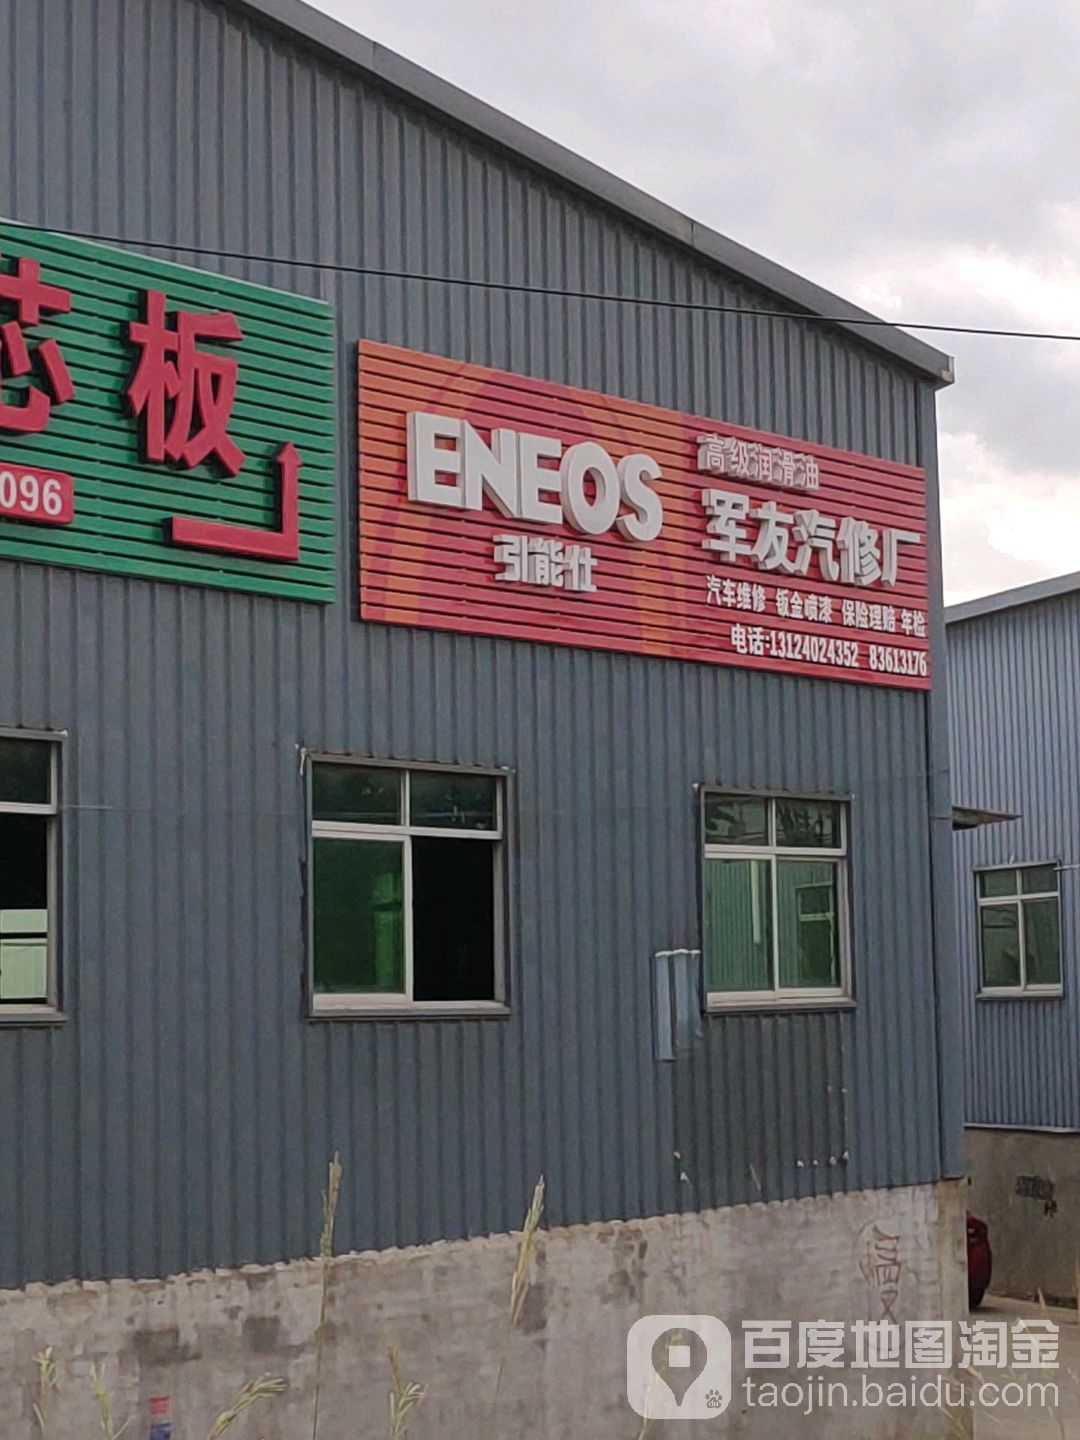 芯板
096
ENEOS
引能仕
高级润滑油
军友汽修厂
汽车维修 钣金喷漆 保险理赔 年检
电话:13124024352 83613176
百度地图淘金
taojin.baidu.com